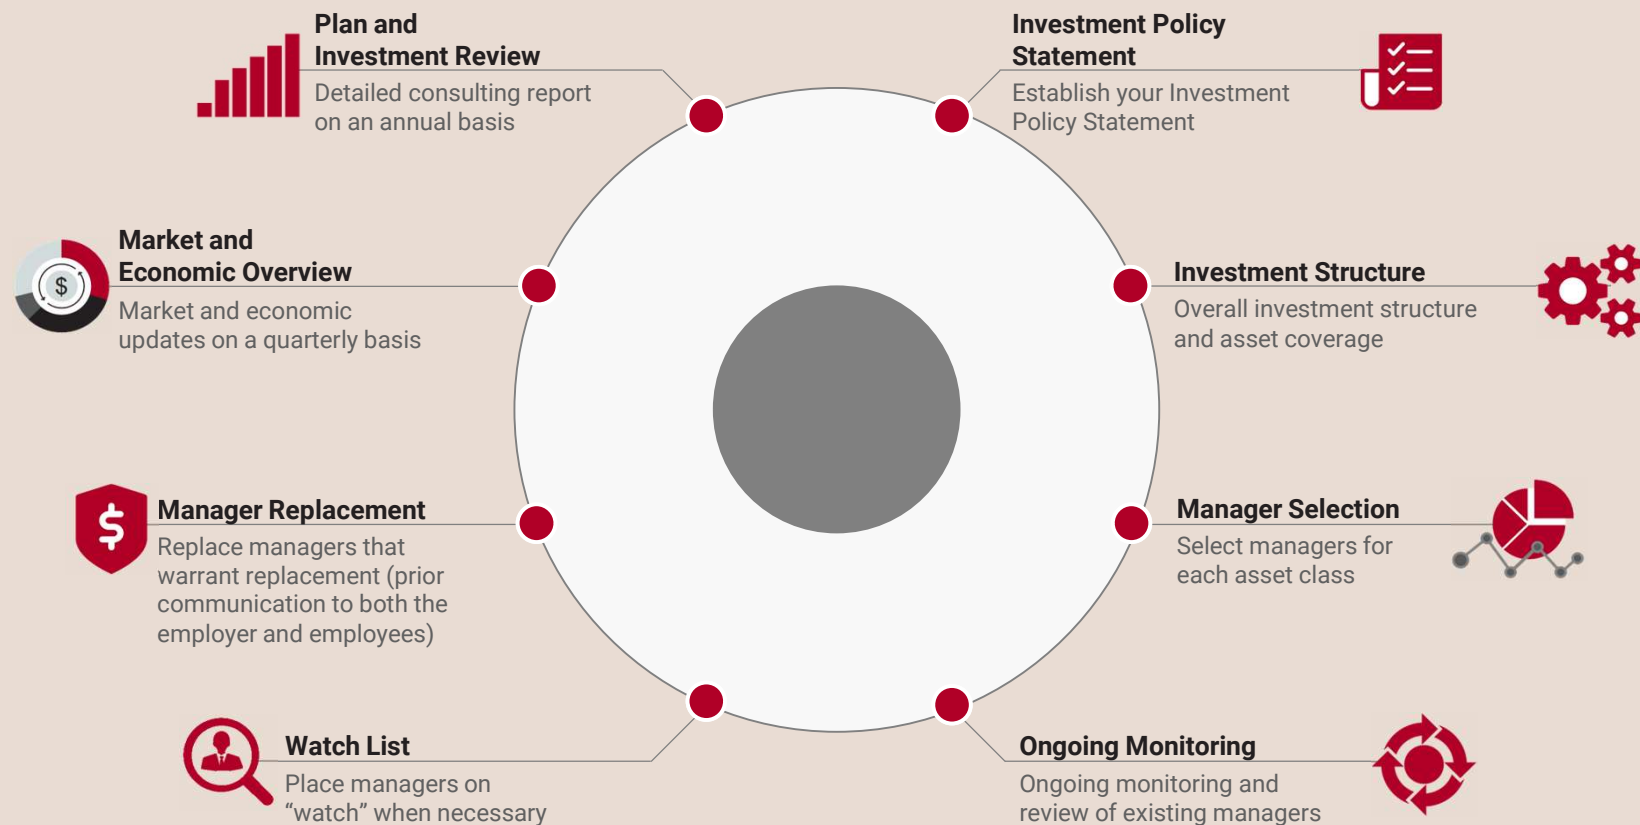 Plan and
Investment Review
Detailed consulting report
on an annual basis
Investment Policy
Statement
Establish your Investment
Policy Statement
Market and
Economic Overview
Market and economic
updates on a quarterly basis
$
Investment Structure
Overall investment structure
and asset coverage
Manager Replacement
Replace managers that
warrant replacement (prior
communication to both the
employer and employees)
$
Manager Selection
Select managers for
each asset class
Watch List
Place managers on
“watch” when necessary
Ongoing Monitoring
Ongoing monitoring and
review of existing managers